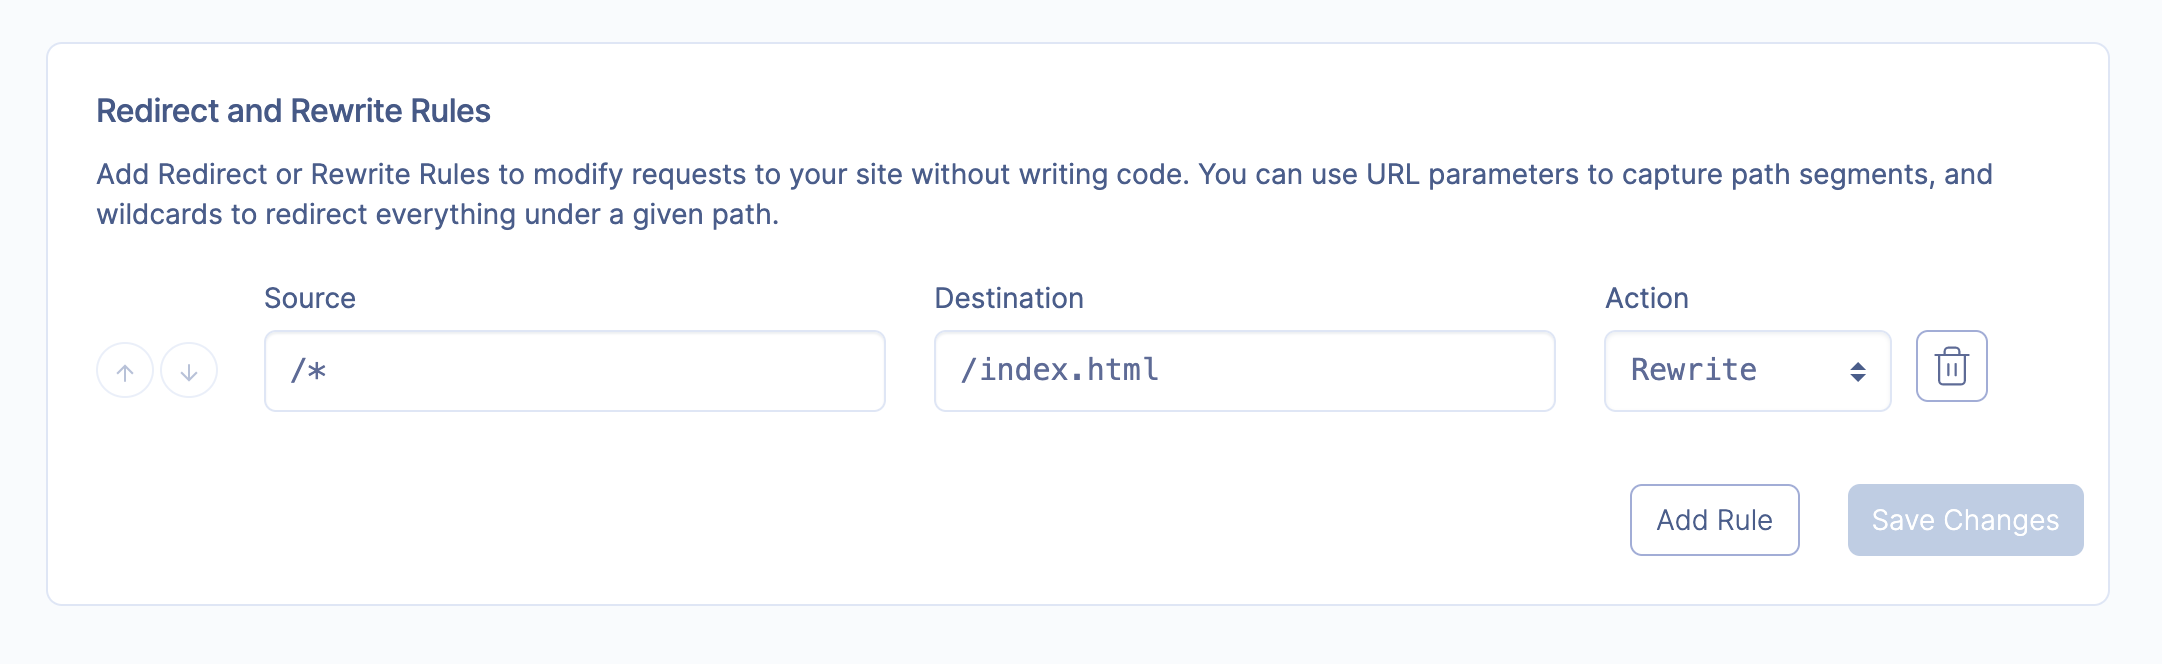 Redirect and Rewrite Rules
Add Redirect or Rewrite Rules to modify requests to your site without writing code. You can use URL parameters to capture path segments, and
wildcards to redirect everything under a given path.
Source Destination Action
/* /index.html Rewrite
Add Rule Save Changes